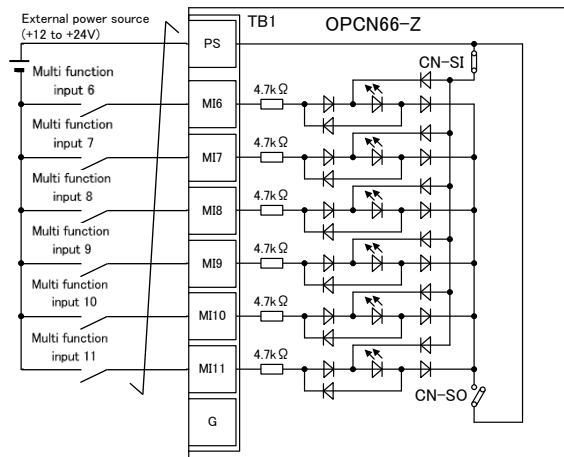 External power source
(+12 to +24V)
TB1
OPCN66-Z
PS
CN-SI
Multi function
input 6
MI6
4.7kΩ
Multi function
input 7
MI7
4.7kΩ
Multi function
input 8
MI8
4.7kΩ
Multi function
input 9
MI9
4.7kΩ
Multi function
input 10
MI10
4.7kΩ
Multi function
input 11
MI11
4.7kΩ
CN-SO
G